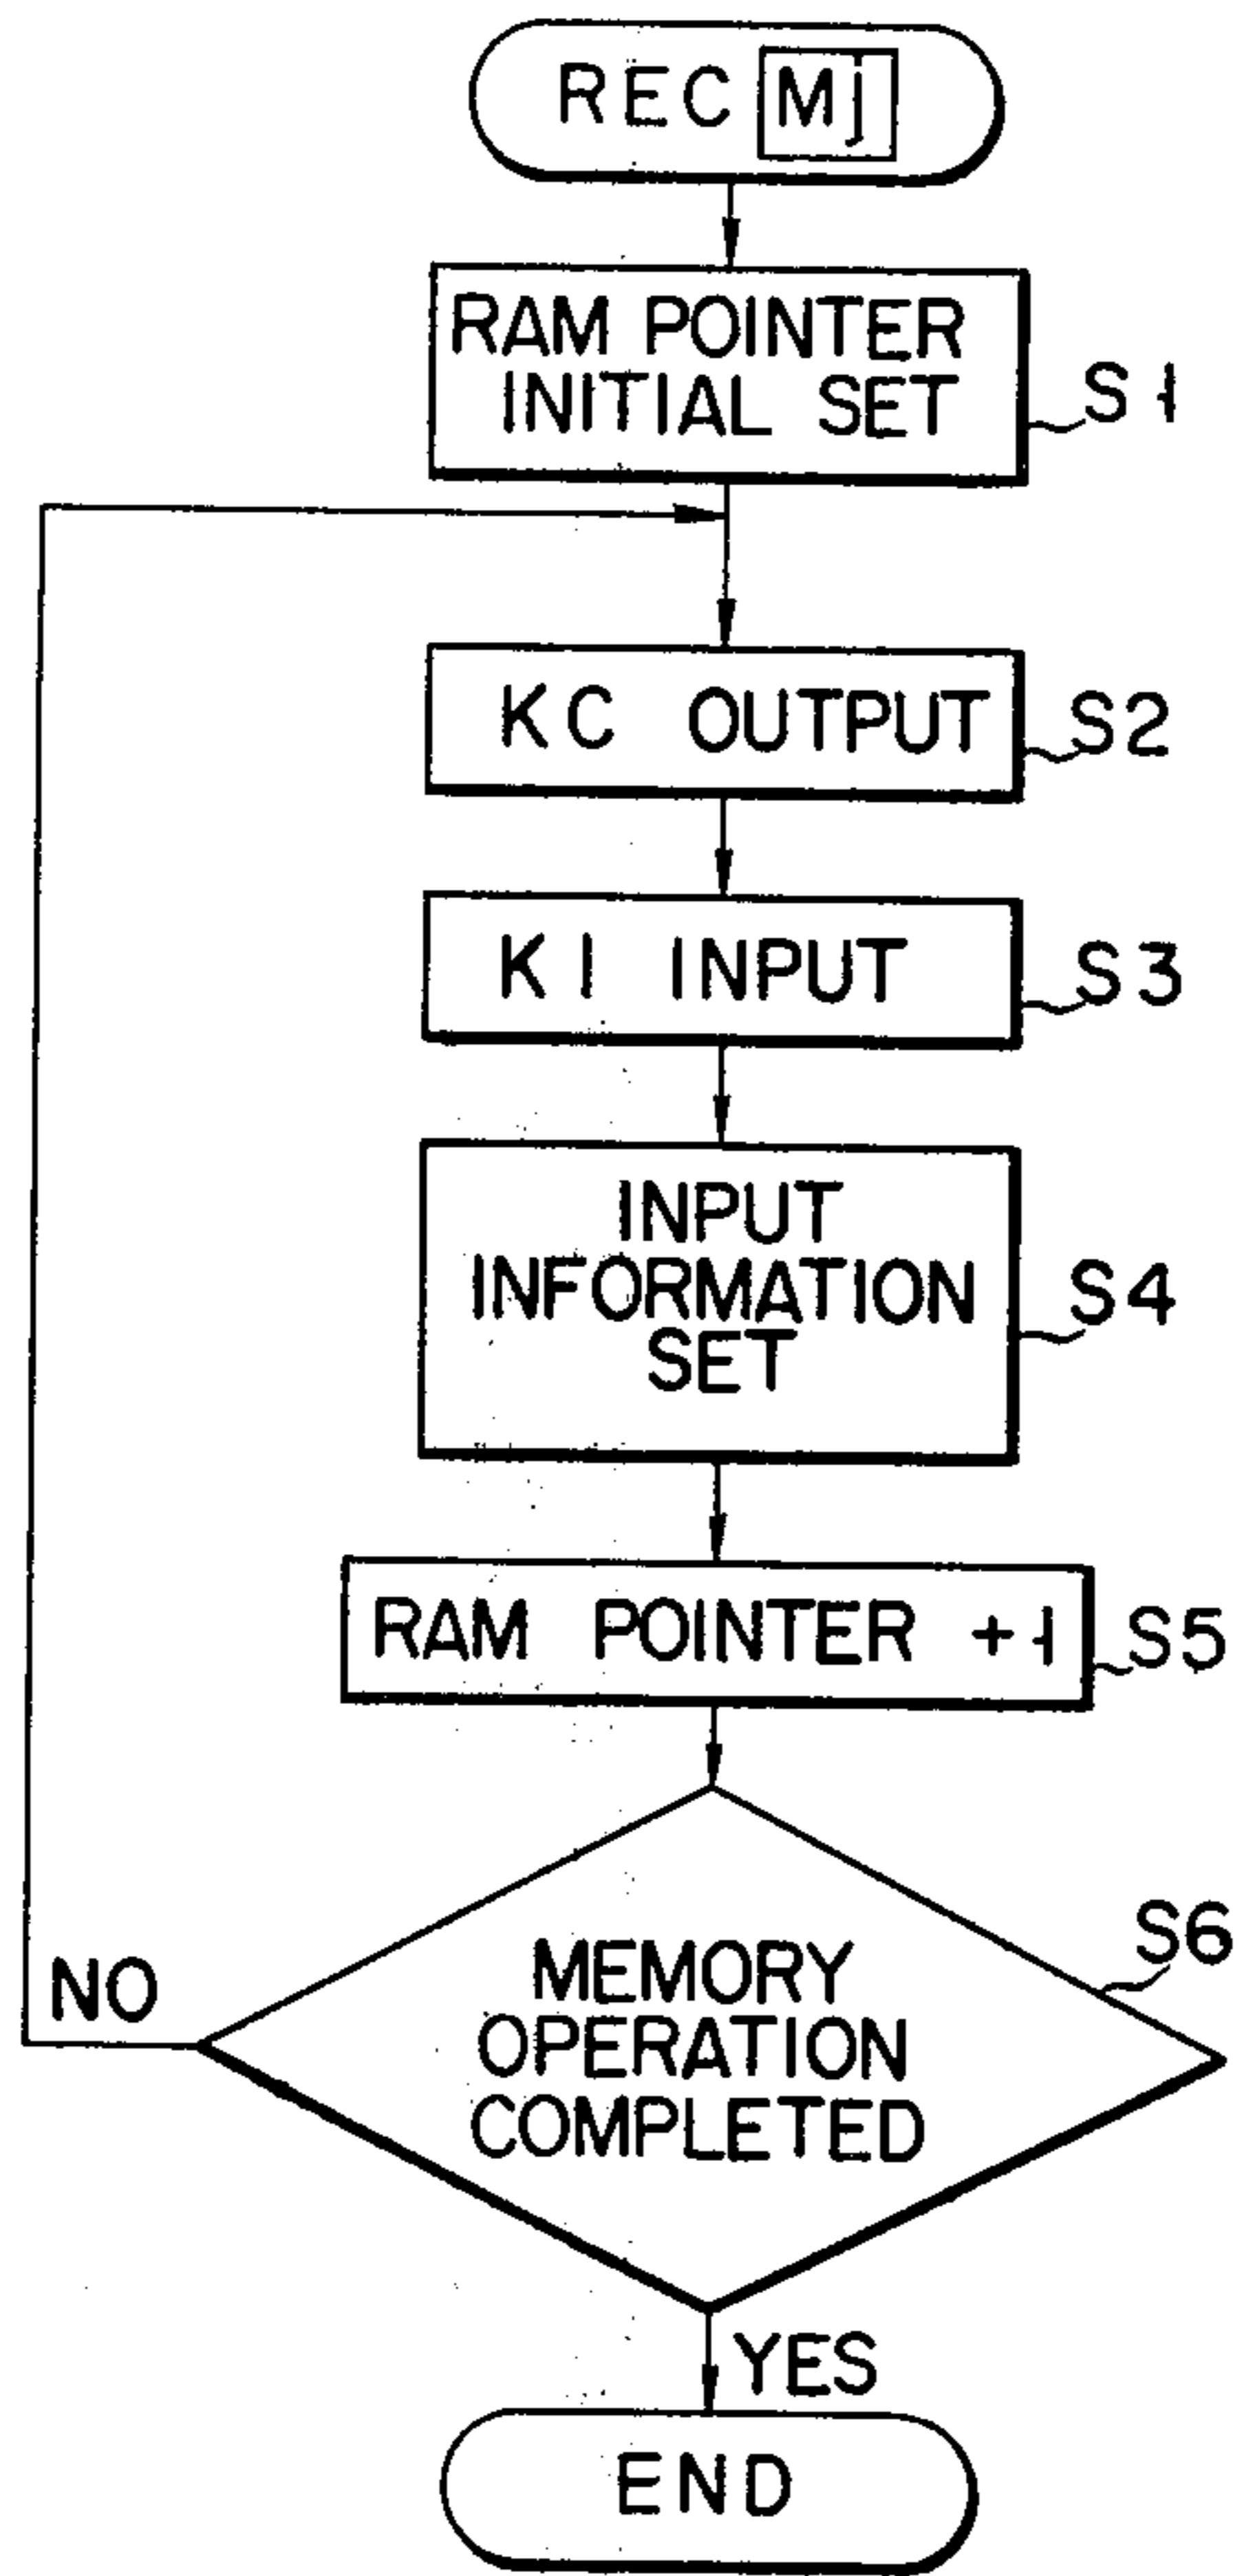 REC Mj
RAM POINTER
INITIAL SET
S1
KC OUTPUT
S2
KI INPUT
S3
INPUT
INFORMATION
SET
S4
RAM POINTER +1
S5
S6
MEMORY
OPERATION
COMPLETED
NO
YES
END